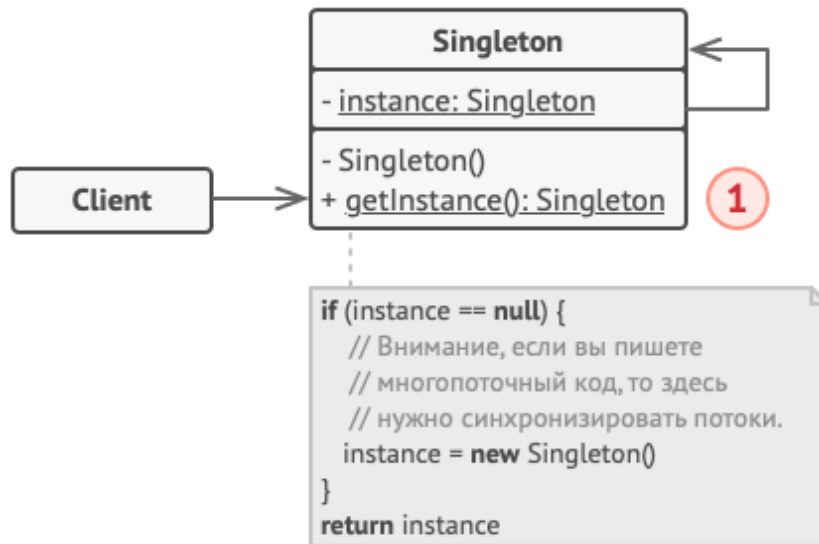 Singleton
- instance: Singleton
- Singleton()
+ getInstance(): Singleton
Client
1
if (instance == null) {
// Внимание, если вы пишете
// многопоточный код, то здесь
// нужно синхронизировать потоки.
instance = new Singleton()
}
return instance